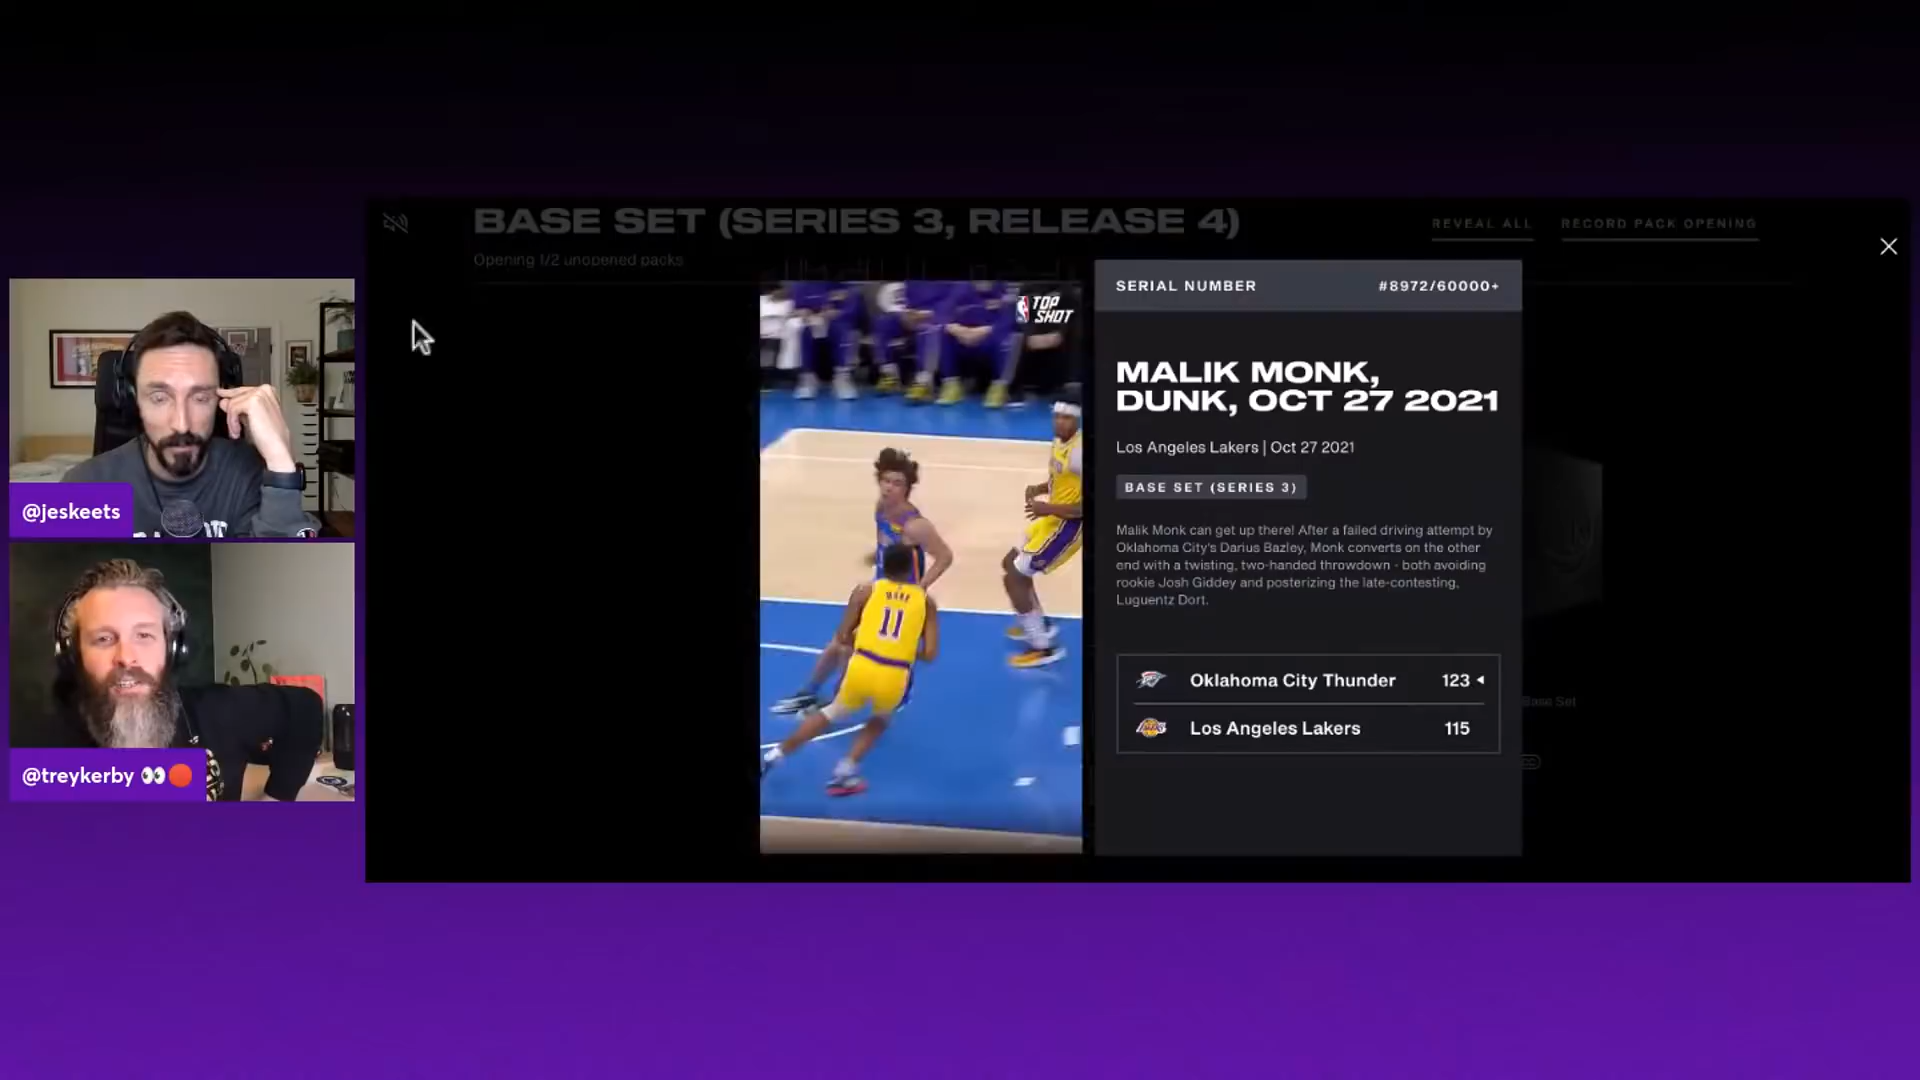 BASE SET (SERIES 3, RELEASE 4)
REVEAL ALL
RECORD PACK OPENING
Opening 1/2 unopened packs
TOP
SHOT
SERIAL NUMBER
#8972/60000+
MALIK MONK,
DUNK, OCT 27 2021
Los Angeles Lakers | Oct 27 2021
BASE SET (SERIES 3)
Malik Monk can get up there! After a failed driving attempt by
Oklahoma City's Darius Bazley, Monk converts on the other
end with a twisting, two-handed throwdown - both avoiding
rookie Josh Giddey and posterizing the late-contesting,
Luguentz Dort.
Oklahoma City Thunder 123
Los Angeles Lakers 115
Base Set
MONK
11
@jeskeets
@treykerby 👀🔴